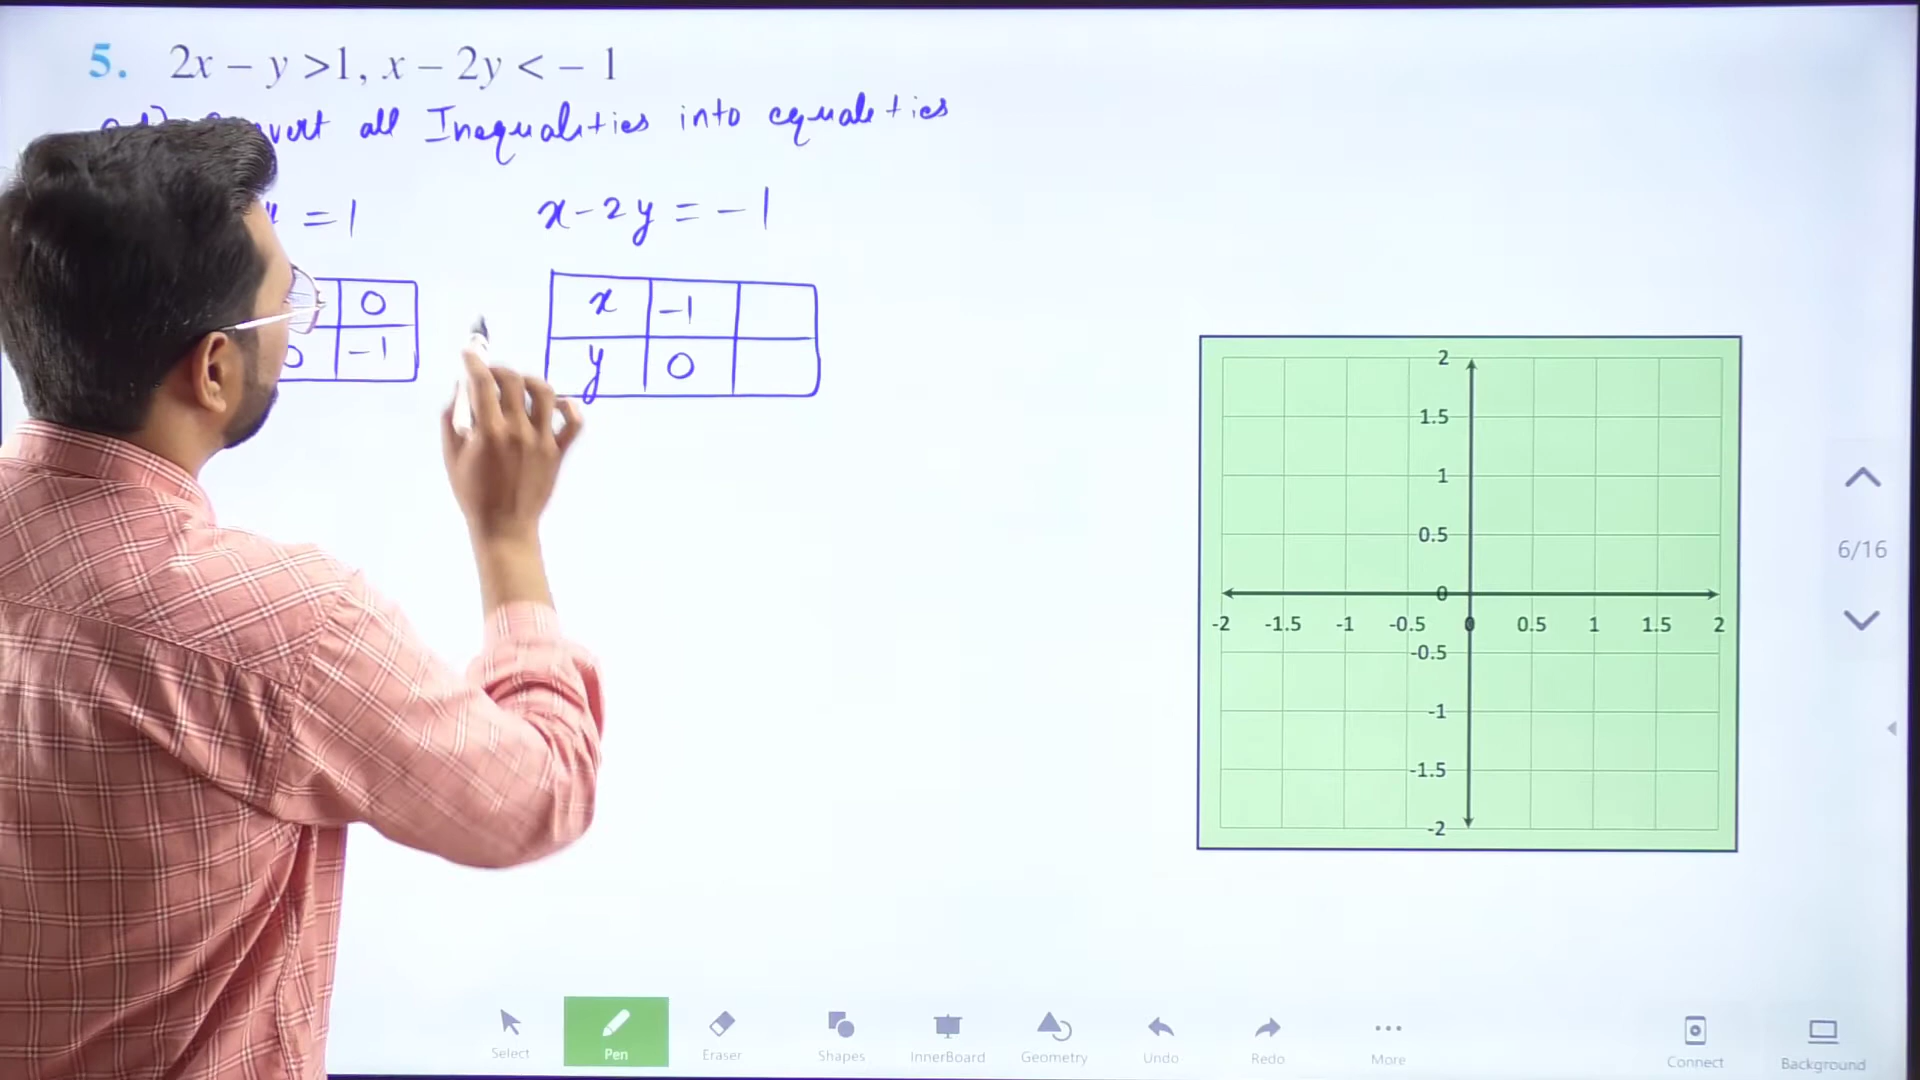 5. 2x – y >1, x – 2y < – 1
all Inequalities into equalities
= 1
x - 2y = - 1
0
-1
x -1
y 0
2
1.5
1
0.5
0
-2 -1.5 -1 -0.5 0 0.5 1 1.5 2
-0.5
-1
-1.5
-2
6/16
Select Pen Eraser Shapes InnerBoard Geometry Undo Redo More Connect Background